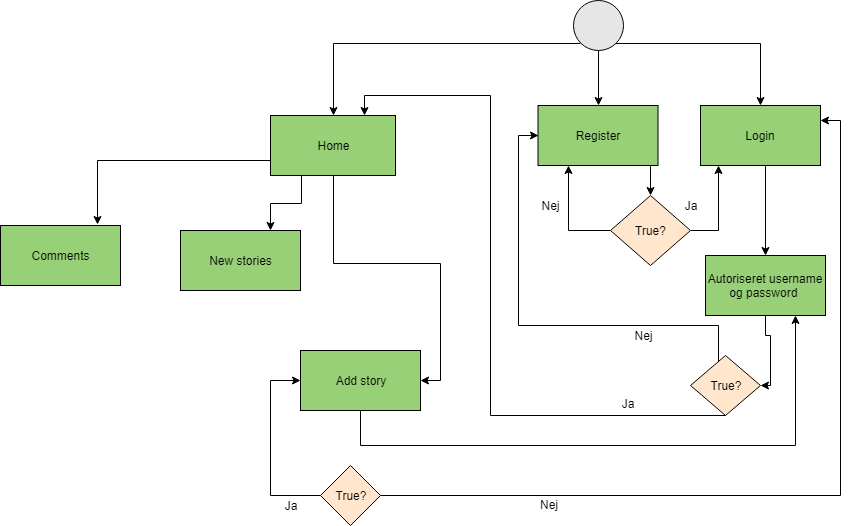 Home
Register
Login
Nej
Ja
True?
Comments
New stories
Autoriseret username
og password
Nej
Add story
True?
Ja
True?
Ja
Nej